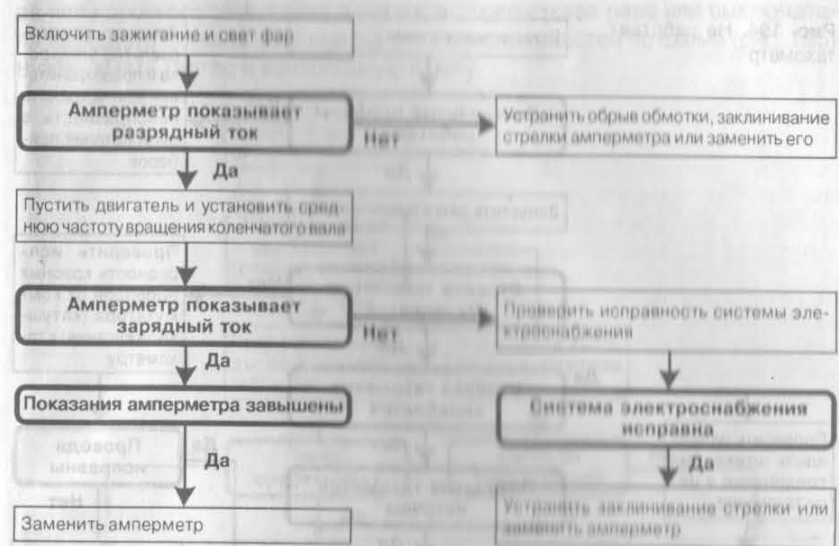 Включить зажигание и свет фар
Амперметр показывает
разрядный ток
Нет
Устранить обрыв обмотки, заклинивание
стрелки амперметра или заменить его
Да
Пустить двигатель и установить сред-
нюю частоту вращения коленчатого вала
Амперметр показывает
зарядный ток
Нет
Проверить исправность системы эле-
ктроснабжения
Да
Показания амперметра завышены
Система электроснабжения
исправна
Да
Да
Заменить амперметр
Устранить заклинивание стрелки или
заменить амперметр